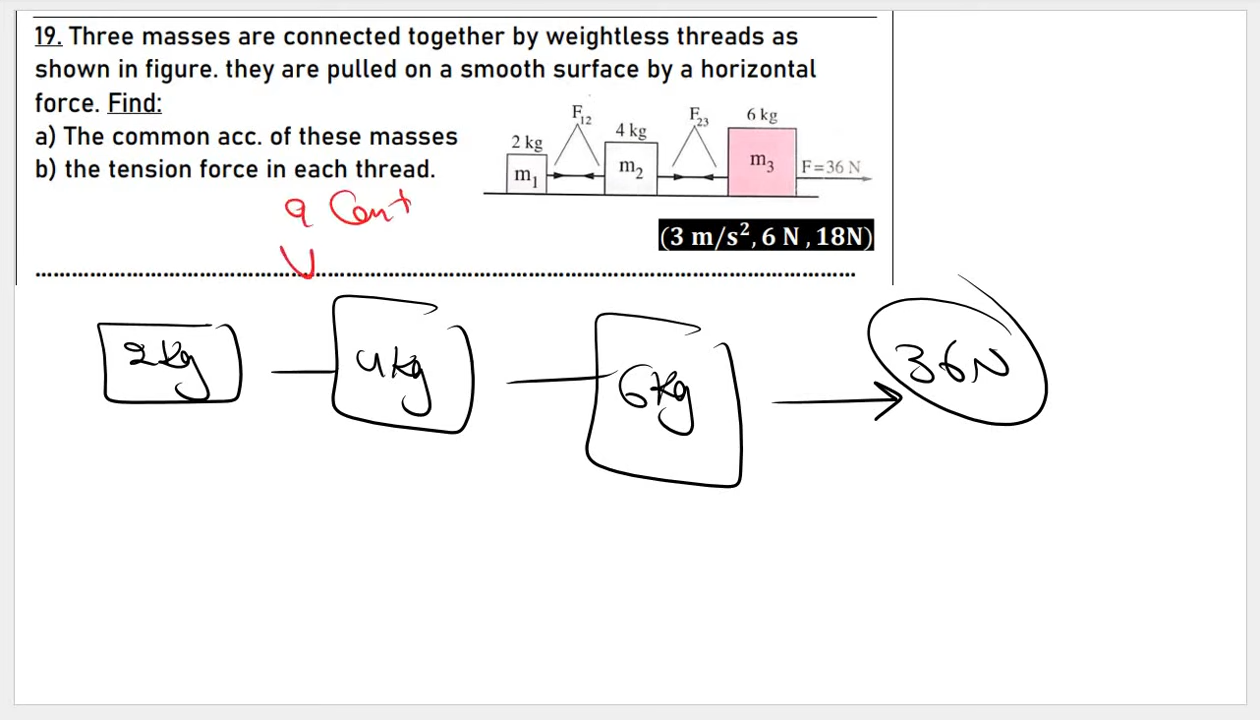 19. Three masses are connected together by weightless threads as
shown in figure. they are pulled on a smooth surface by a horizontal
force. Find:
a) The common acc. of these masses
b) the tension force in each thread.
F12
F23
6 kg
4 kg
2 kg
m1
m2
m3
F=36 N
(3 m/s², 6 N , 18N)
2kg
4kg
6kg
36N